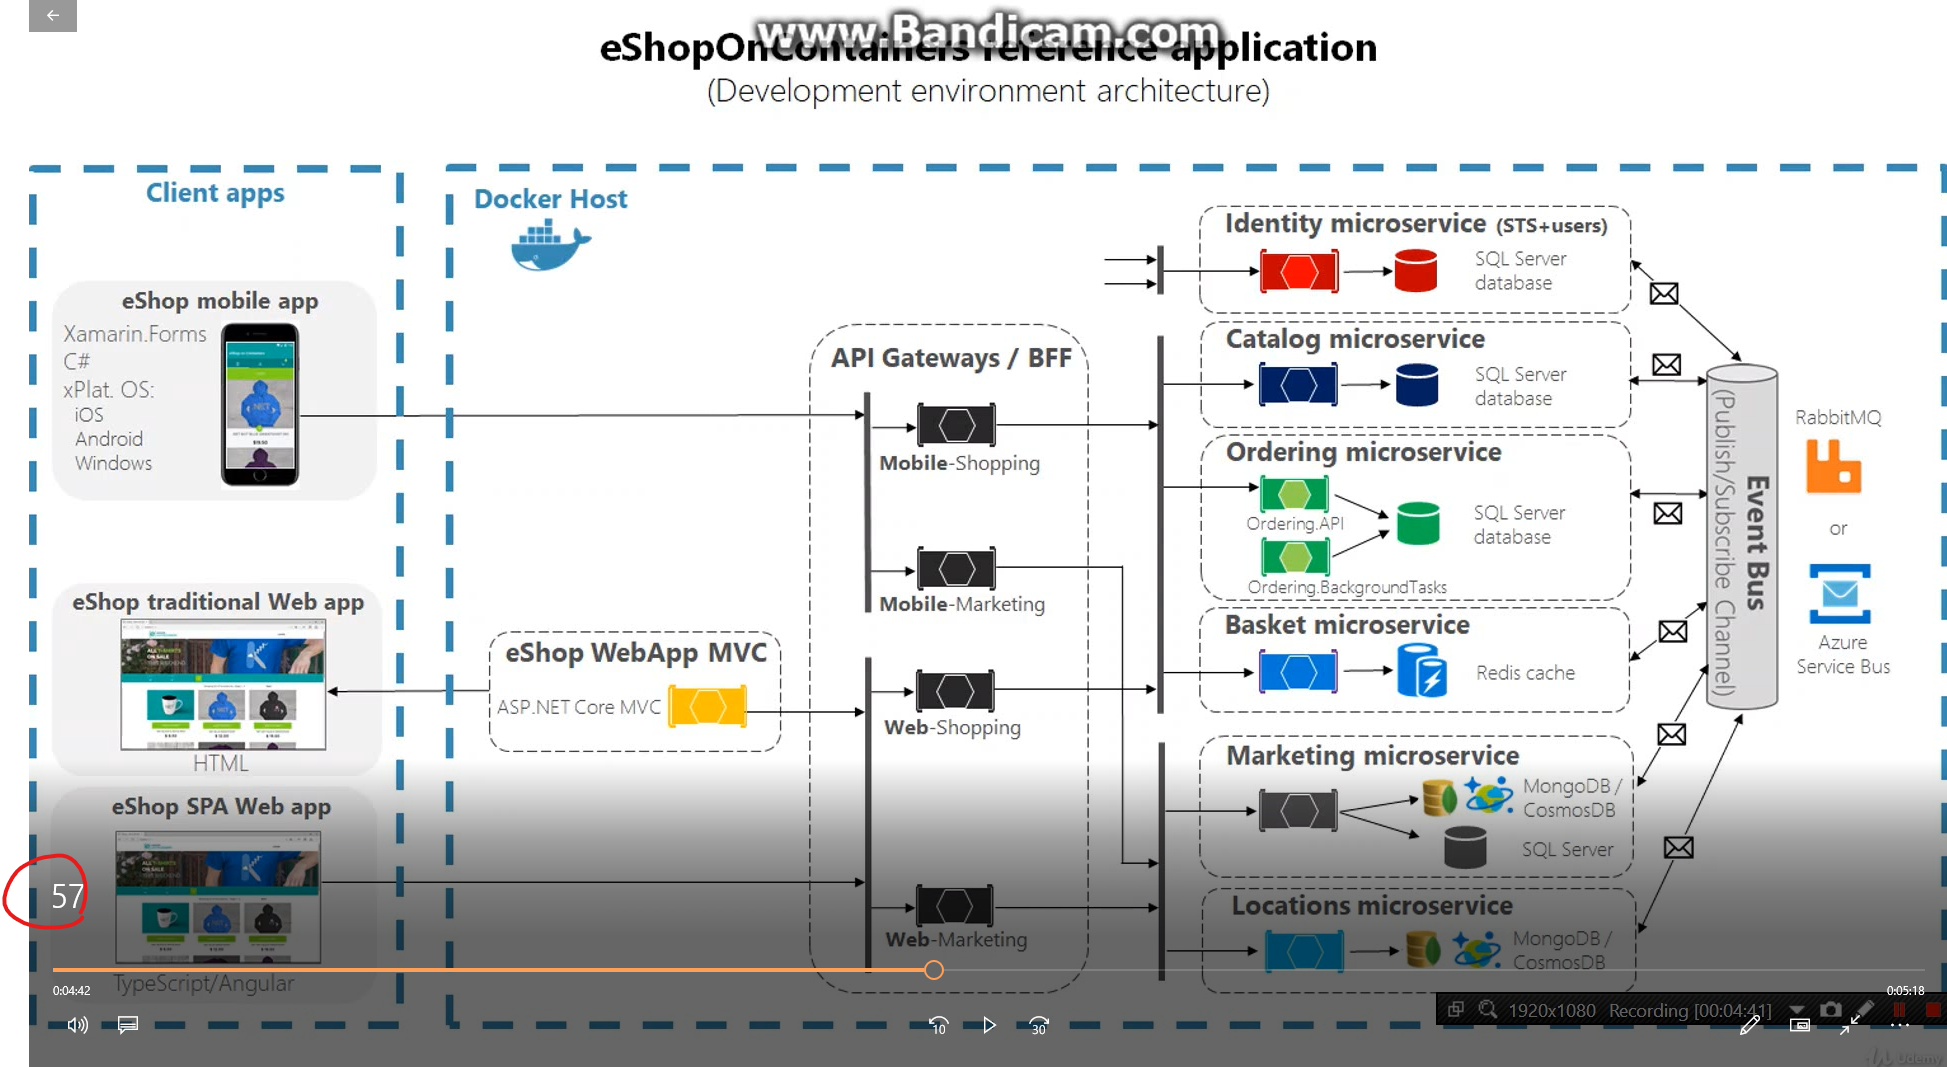 www.Bandicam.com
eShopOnContainers reference application
(Development environment architecture)
Client apps
eShop mobile app
Xamarin.Forms
C#
xPlat. OS:
iOS
Android
Windows
eShop traditional Web app
HTML
eShop SPA Web app
TypeScript/Angular
57
Docker Host
eShop WebApp MVC
ASP.NET Core MVC
API Gateways / BFF
Mobile-Shopping
Mobile-Marketing
Web-Shopping
Web-Marketing
Identity microservice (STS+users)
SQL Server
database
Catalog microservice
SQL Server
database
Ordering microservice
Ordering.API
Ordering.BackgroundTasks
SQL Server
database
Basket microservice
Redis cache
Marketing microservice
MongoDB /
CosmosDB
SQL Server
Locations microservice
MongoDB /
CosmosDB
Event Bus
(Publish/Subscribe Channel)
RabbitMQ
or
Azure
Service Bus
0:04:42
0:05:18
10
30
1920x1080 Recording [00:04:41]
Udemy